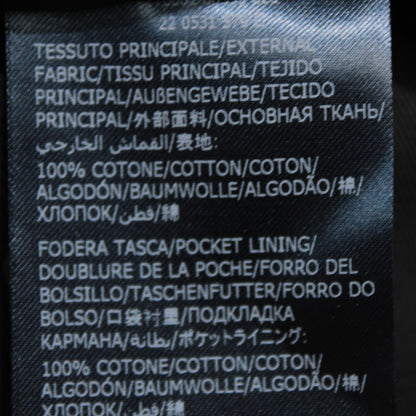 22 0531
TESSUTO PRINCIPALE/EXTERNAL
FABRIC/TISSU PRINCIPAL/TEJIDO
PRINCIPAL/AUßENGEWEBE/TECIDO
PRINCIPAL/外部面料/ОСНОВНАЯ ТКАНЬ/
القماش الخارجي/表地:
100% COTONE/COTTON/COTON/
ALGODÓN/BAUMWOLLE/ALGODÃO/棉/
ХЛОПОК/قطن/綿
FODERA TASCA/POCKET LINING/
DOUBLURE DE LA POCHE/FORRO DEL
BOLSILLO/TASCHENFUTTER/FORRO DO
BOLSO/口袋衬里/ПОДКЛАДКА
КАРМАНА/بطانة/ポケットライニング:
100% COTONE/COTTON/COTON/
ALGODÓN/BAUMWOLLE/ALGODÃO/棉/
ХЛОПОК/قطن/綿